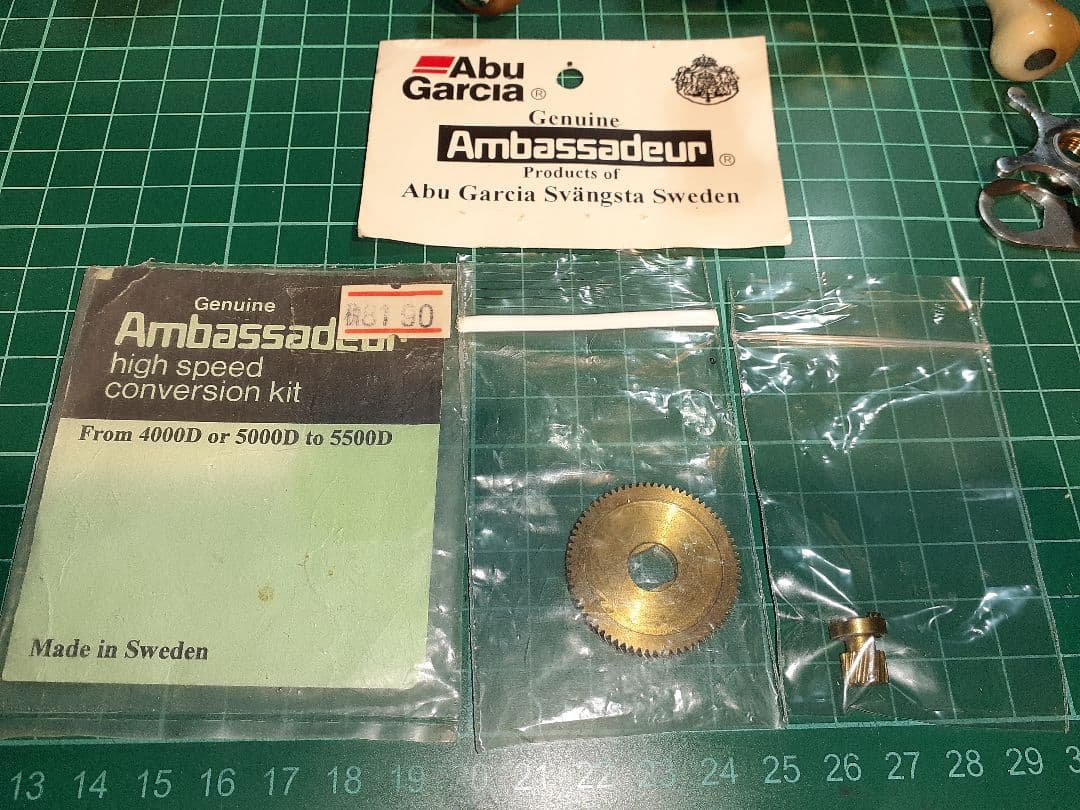 Abu
Garcia ®
Genuine
Ambassadeur ®
Products of
Abu Garcia Svängsta Sweden
Genuine
Ambassadeur
high speed
conversion kit
81 90
From 4000D or 5000D to 5500D
Made in Sweden
13 14 15 16 17 18 19 20 21 22 23 24 25 26 27 28 29